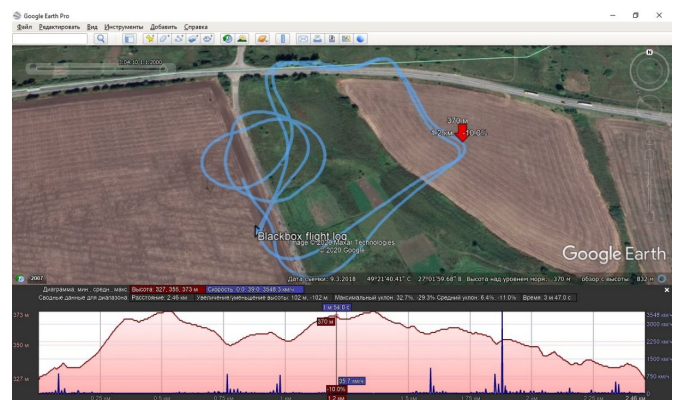 Google Earth Pro
Файл Редактировать Вид Инструменты Добавить Справка
N
370 м
1.2 км -10.0%
Blackbox flight log
Image © 2020 Maxar Technologies
© 2020 Google
Google Earth
2007
Дата съемки: 9.3.2018 49°21'40.41" С 27°01'59.68" В Высота над уровнем моря: 370 м обзор с высоты 832 м
Диаграмма: мин., средн., макс. Высота: 327, 355, 373 м Скорость: 0.0, 39.0, 3548.3 км/ч
Сводные данные для диапазона: Расстояние: 2,46 км Увеличение/уменьшение высоты: 102 м, -102 м Максимальный уклон: 32.7%, -29.3% Средний уклон: 6.4%, -11.0% Время: 3 м 47.0 с
1 м 54.0 с
373 м
370 м
3548 км/ч
3000 км/ч
350 м
2250 км/ч
1500 км/ч
327 м
35.7 км/ч
750 км/ч
-10.0%
0,25 км 0,5 км 0,75 км 1 км 1.2 км 1,75 км 2 км 2,25 км 2,46 км